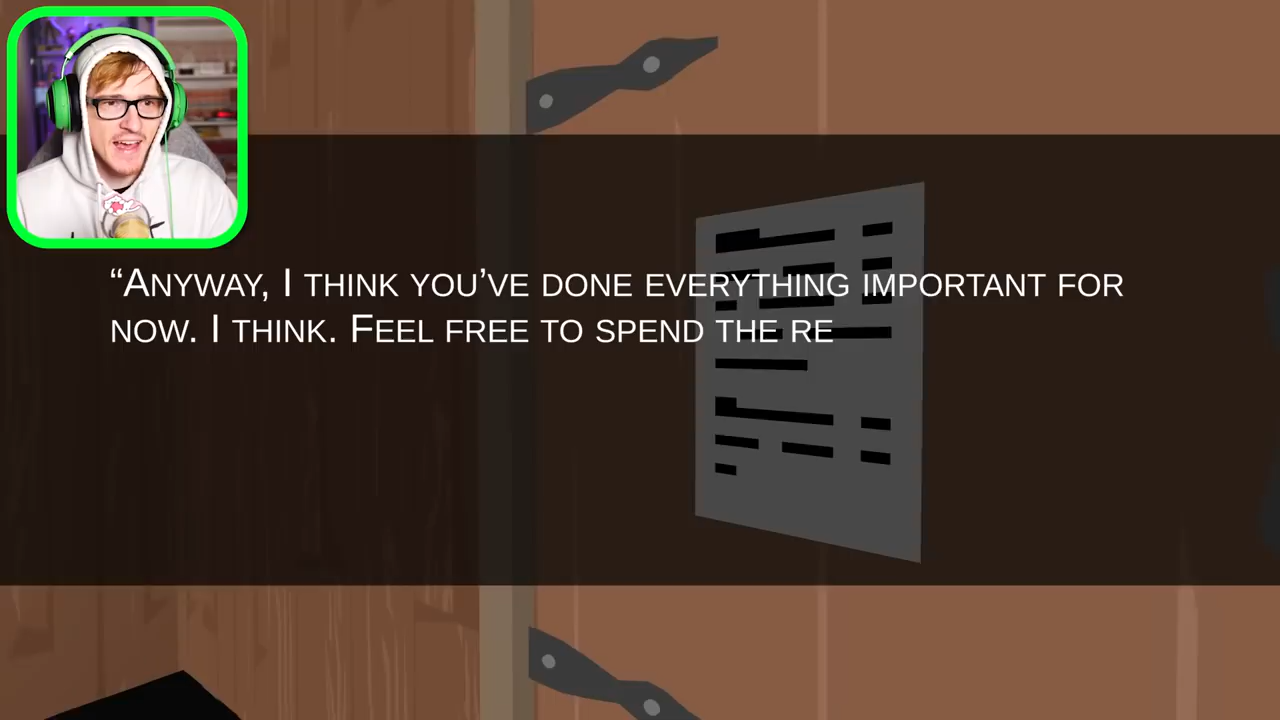 “Anyway, I think you’ve done everything important for
now. I think. Feel free to spend the re